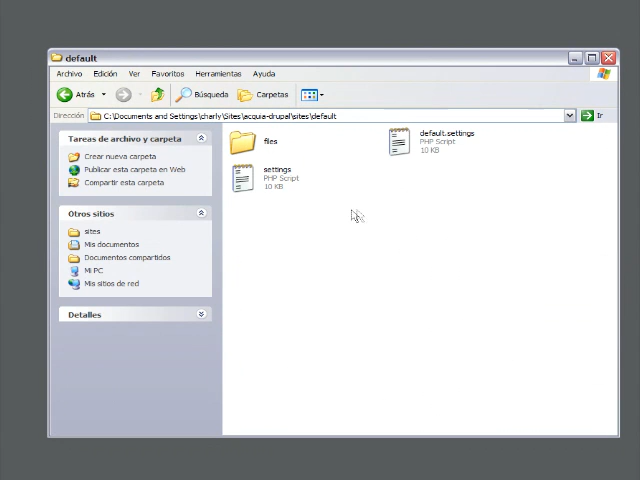 default
Archivo Edición Ver Favoritos Herramientas Ayuda
Atrás Búsqueda Carpetas
Dirección C:\Documents and Settings\charly\Sites\acquia-drupal\sites\default Ir
Tareas de archivo y carpeta
Crear nueva carpeta
Publicar esta carpeta en Web
Compartir esta carpeta
Otros sitios
sites
Mis documentos
Documentos compartidos
Mi PC
Mis sitios de red
Detalles
files
default.settings
PHP Script
10 KB
settings
PHP Script
10 KB